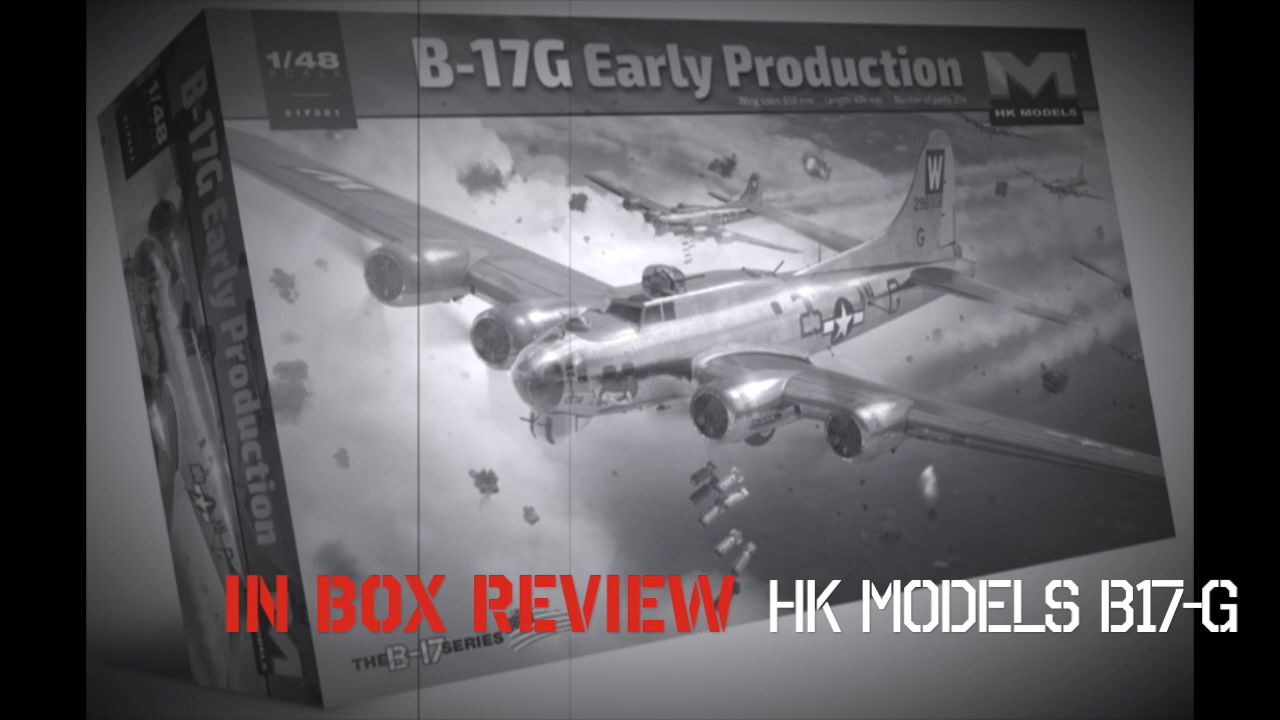 1/48
SCALE
01F001
B-17G Early Production
HK MODELS
1/48
B-17G Early Production
W
G
IN BOX REVIEW HK MODELS B17-G
THE B-17 SERIES